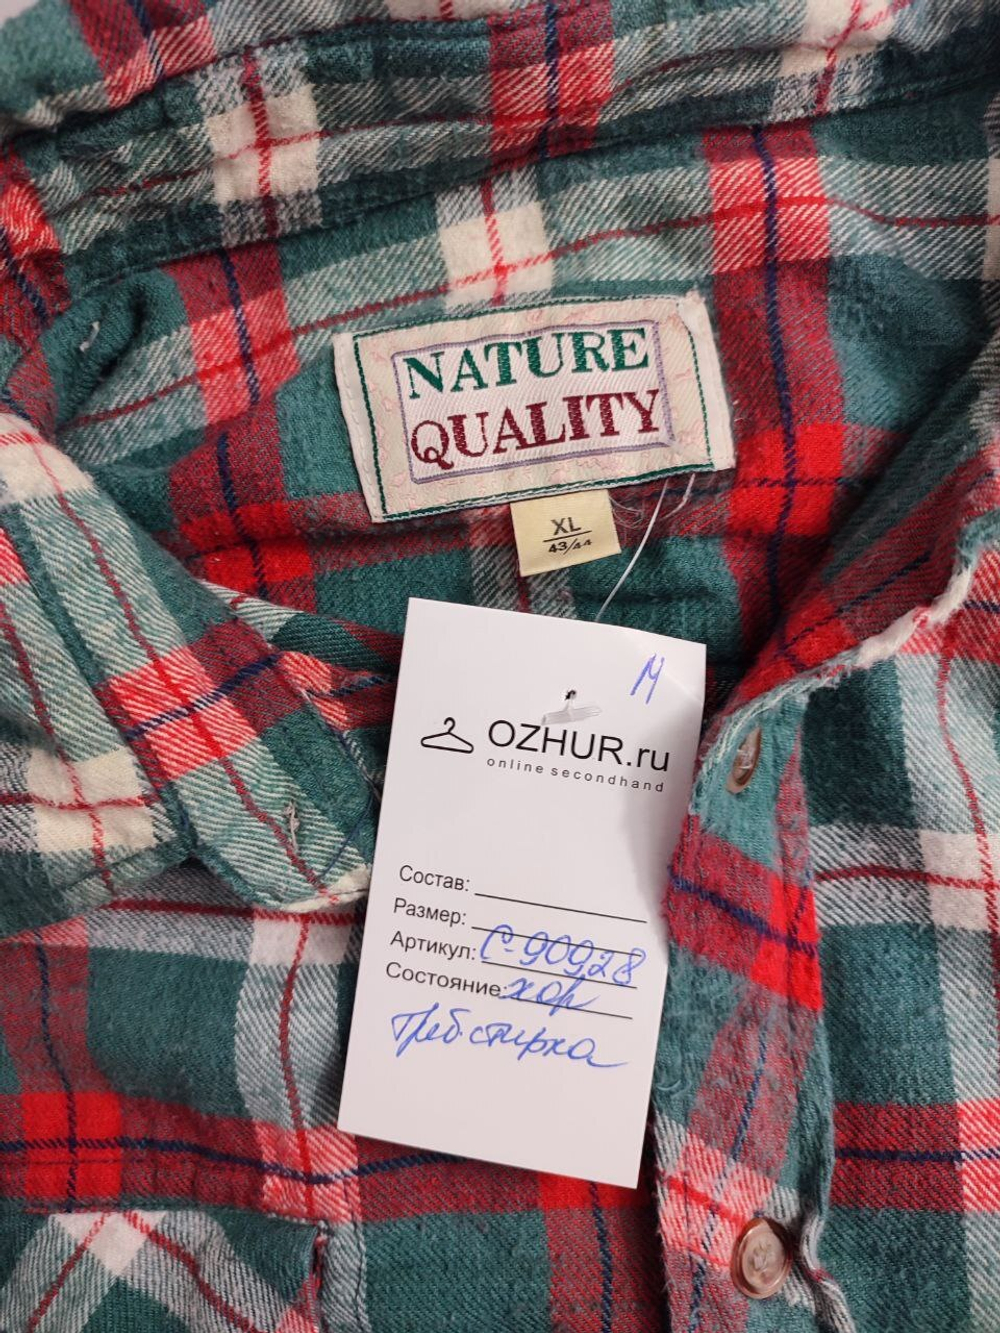 NATURE
QUALITY
XL
43/44
М
OZHUR.ru
online secondhand
Состав:
Размер:
Артикул: С-90928
Состояние: хор
треб. стирка